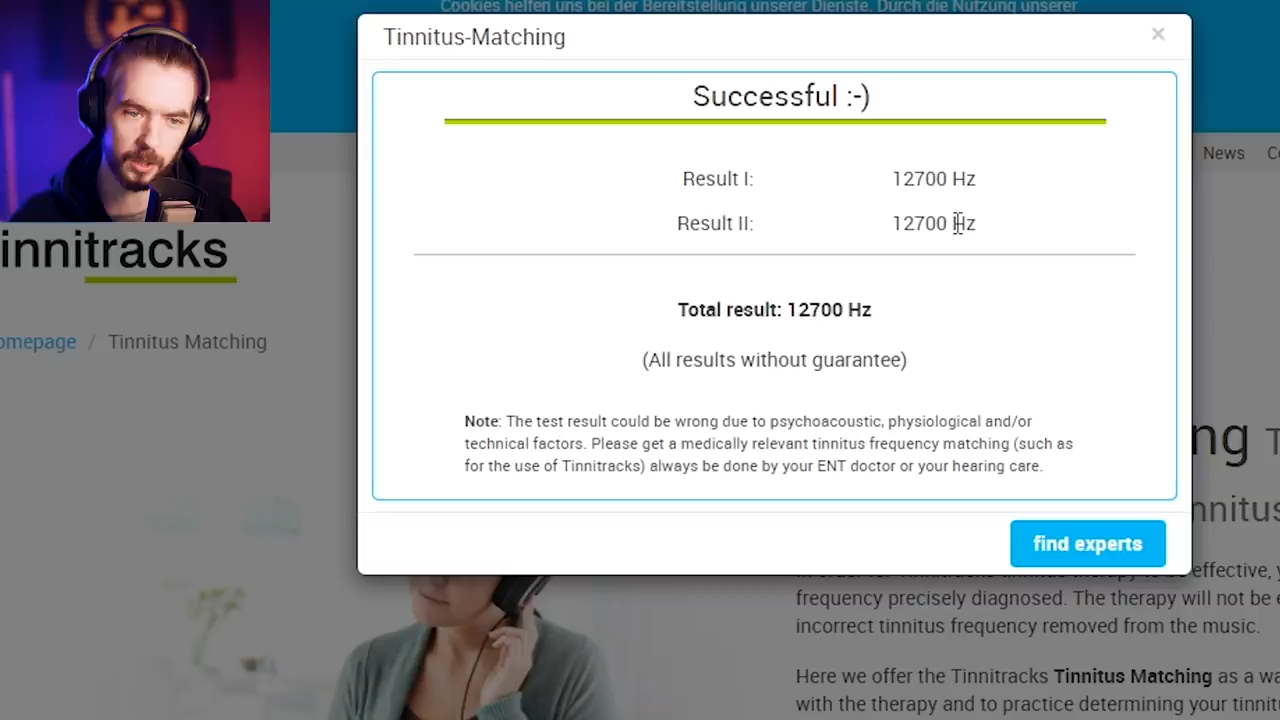 Cookies helfen uns bei der Bereitstellung unserer Dienste. Durch die Nutzung unserer
Tinnitus-Matching
×
Successful :-)
News
Result I: 12700 Hz
Result II: 12700 Hz
innitracks
Total result: 12700 Hz
omepage / Tinnitus Matching
(All results without guarantee)
Note: The test result could be wrong due to psychoacoustic, physiological and/or
technical factors. Please get a medically relevant tinnitus frequency matching (such as
for the use of Tinnitracks) always be done by your ENT doctor or your hearing care.
ng T
nnitus
find experts
effective,
frequency precisely diagnosed. The therapy will not be e
incorrect tinnitus frequency removed from the music.
Here we offer the Tinnitracks Tinnitus Matching as a wa
with the therapy and to practice determining your tinnit